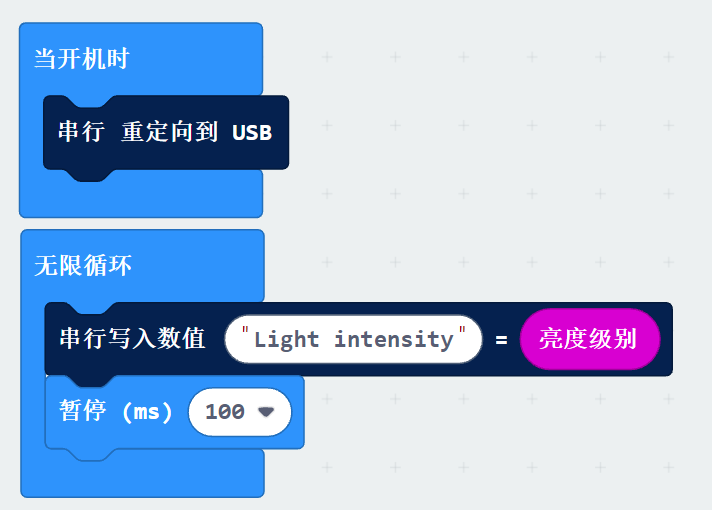 当开机时
串行 重定向到 USB
无限循环
串行写入数值 "Light intensity" = 亮度级别
暂停 (ms) 100